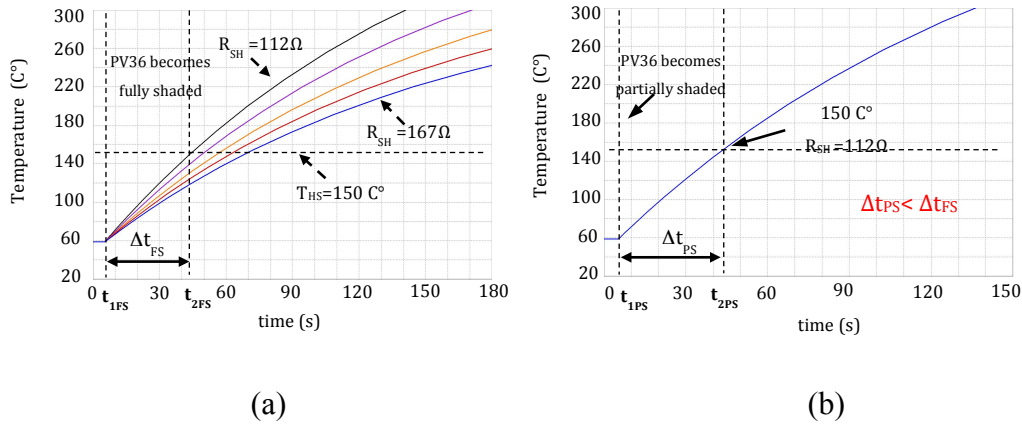 Temperature (C°)
300
260
220
180
140
100
60
20
PV36 becomes
fully shaded
R_SH=112Ω
R_SH=167Ω
T_HS=150 C°
Δt_FS
0 30 60 90 120 150 180
t_1FS t_2FS
time (s)
(a)
Temperature (C°)
300
260
220
180
140
100
60
20
PV36 becomes
partially shaded
150 C°
R_SH=112Ω
Δt_PS< Δt_FS
Δt_PS
0 30 60 90 120 150
t_1PS t_2PS
time (s)
(b)